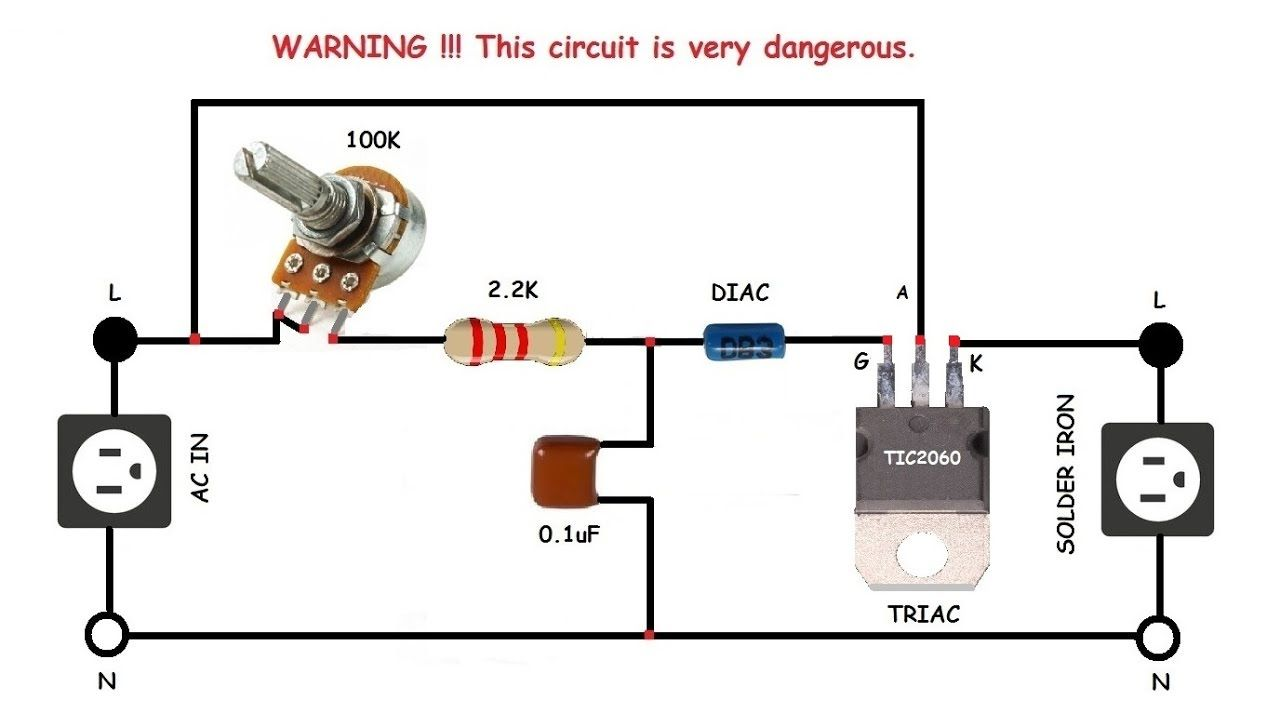 WARNING !!! This circuit is very dangerous.
100K
L
2.2K
DIAC
A
L
DB3
G
K
AC IN
TIC2060
SOLDER IRON
0.1uF
TRIAC
N
N